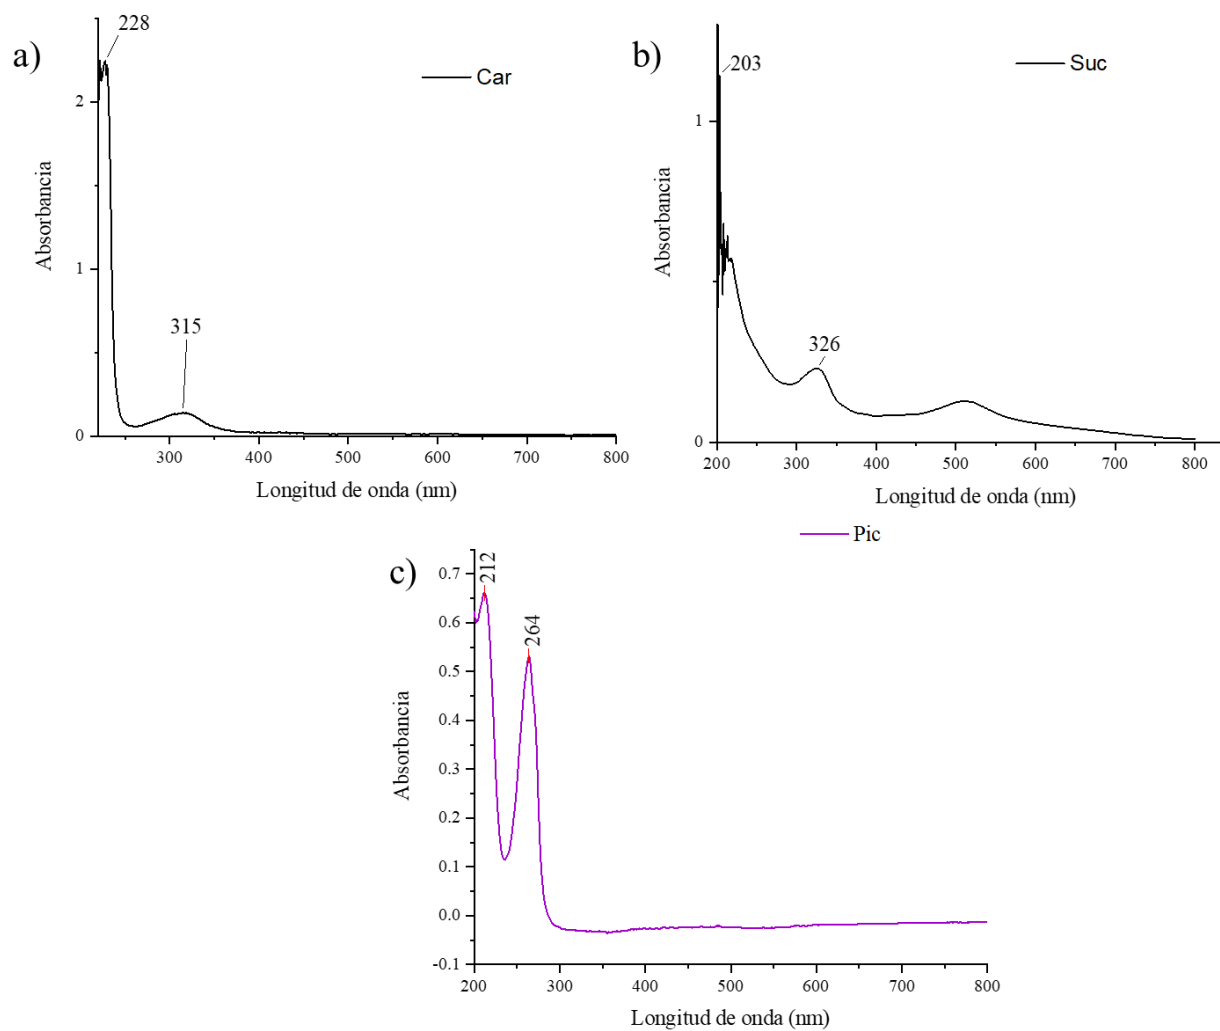 a)
228
Car
2
315
Absorbancia
1
0
300 400 500 600 700 800
Longitud de onda (nm)
b)
203
Suc
1
326
Absorbancia
0
200 300 400 500 600 700 800
Longitud de onda (nm)
Pic
c)
212
264
0.7
0.6
0.5
0.4
0.3
0.2
0.1
0.0
-0.1
Absorbancia
200 300 400 500 600 700 800
Longitud de onda (nm)